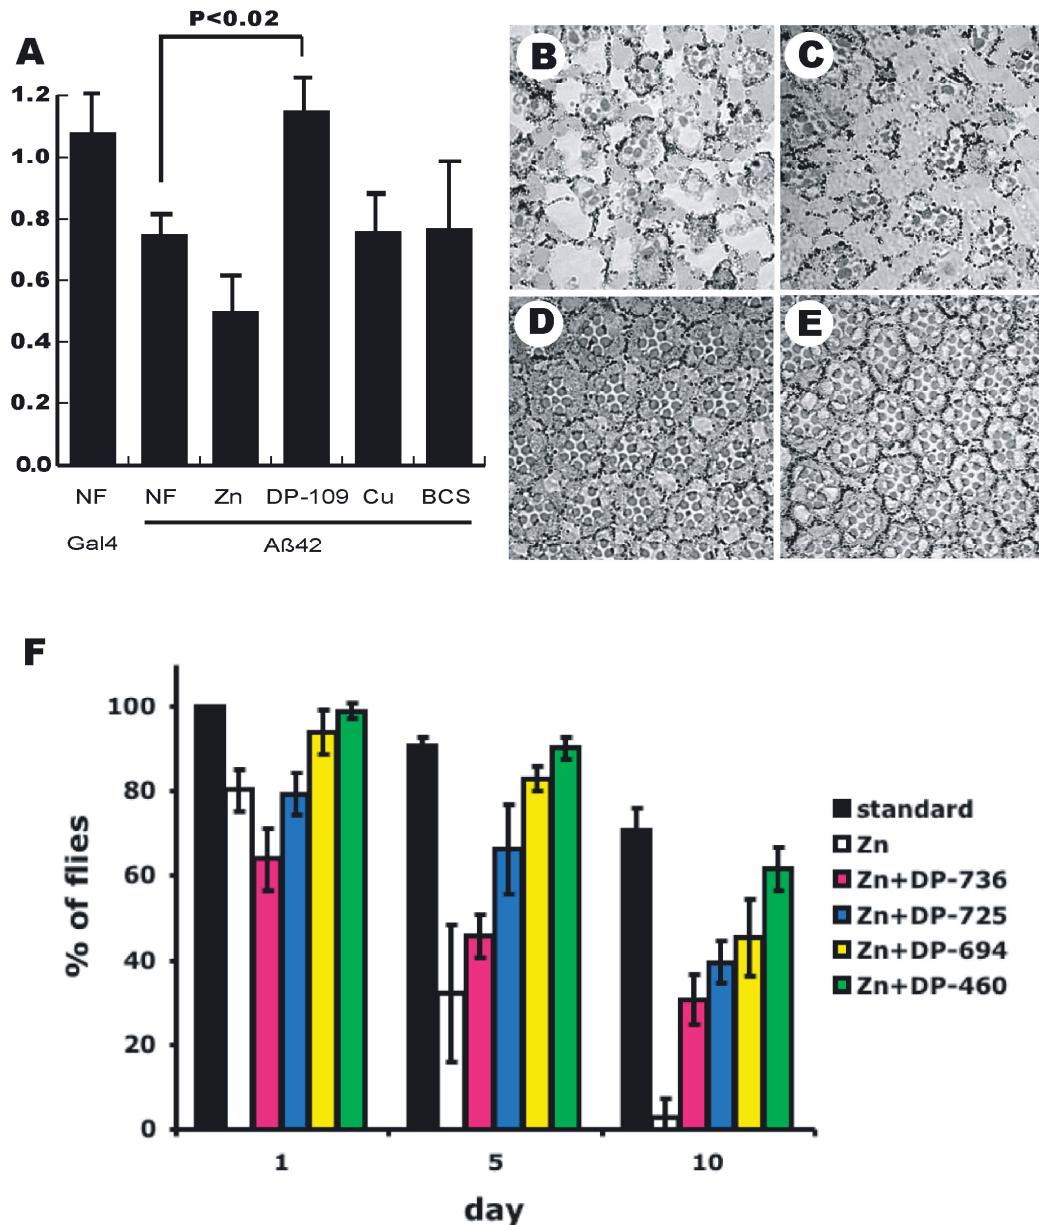 P<0.02
A
B
C
1.2
1.0
0.8
0.6
0.4
0.2
0.0
D
E
NF NF Zn DP-109 Cu BCS
Gal4 Aß42
F
100
80
60
40
20
0
% of flies
standard
Zn
Zn+DP-736
Zn+DP-725
Zn+DP-694
Zn+DP-460
1 5 10
day